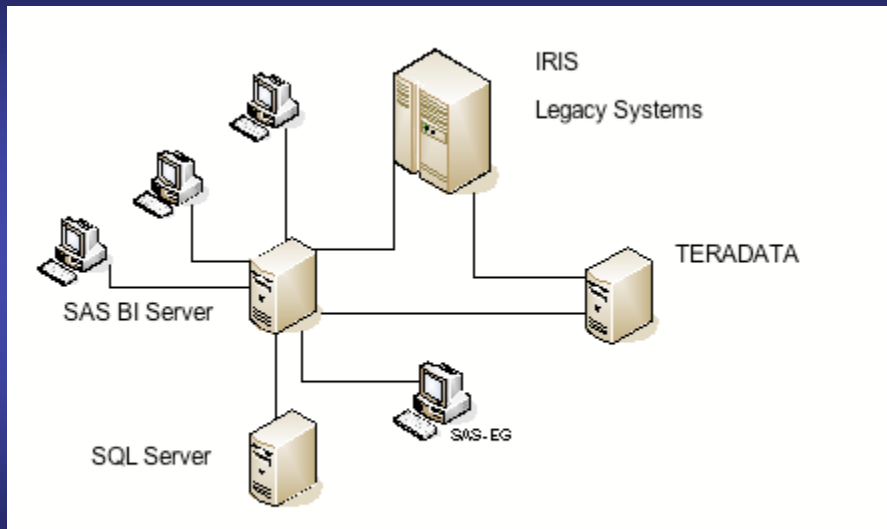 IRIS
Legacy Systems
TERADATA
SAS BI Server
SAS-EG
SQL Server